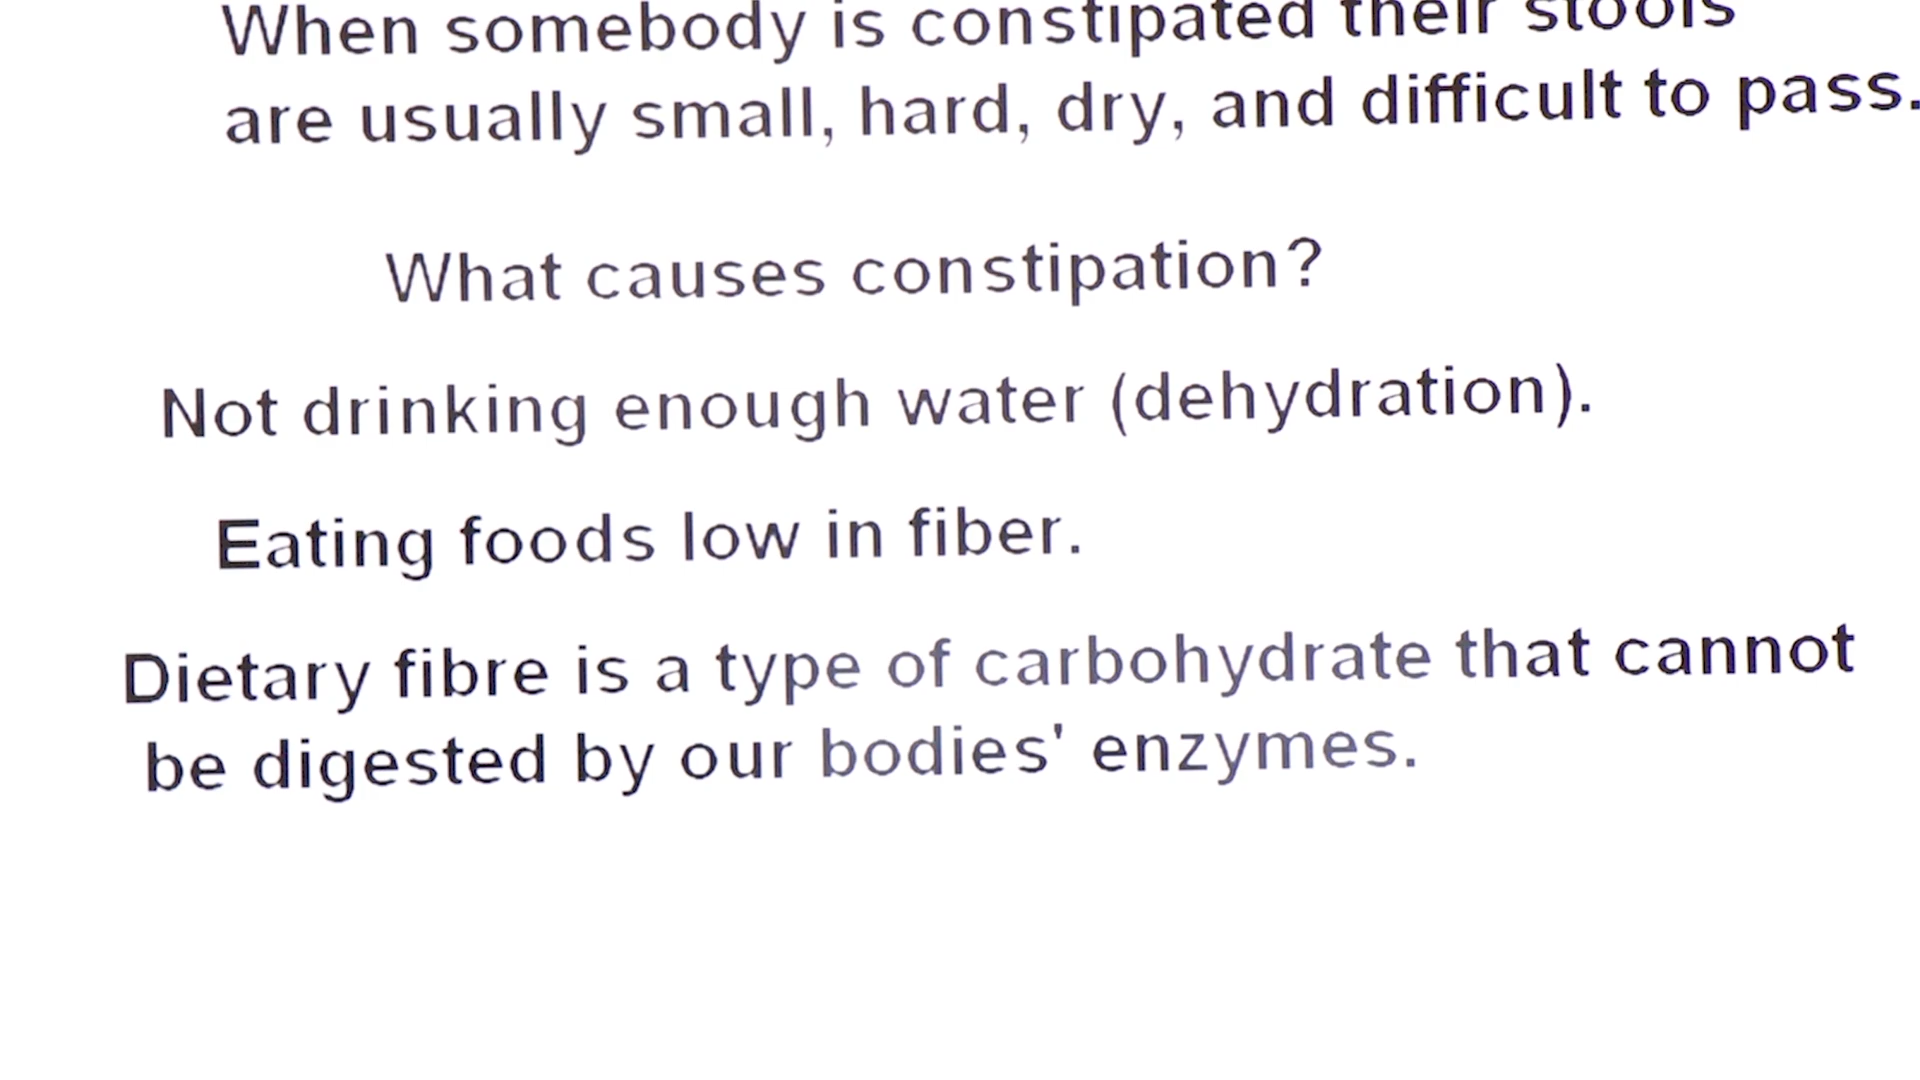 When somebody is constipated their stools
are usually small, hard, dry, and difficult to pass.
What causes constipation?
Not drinking enough water (dehydration).
Eating foods low in fiber.
Dietary fibre is a type of carbohydrate that cannot
be digested by our bodies' enzymes.